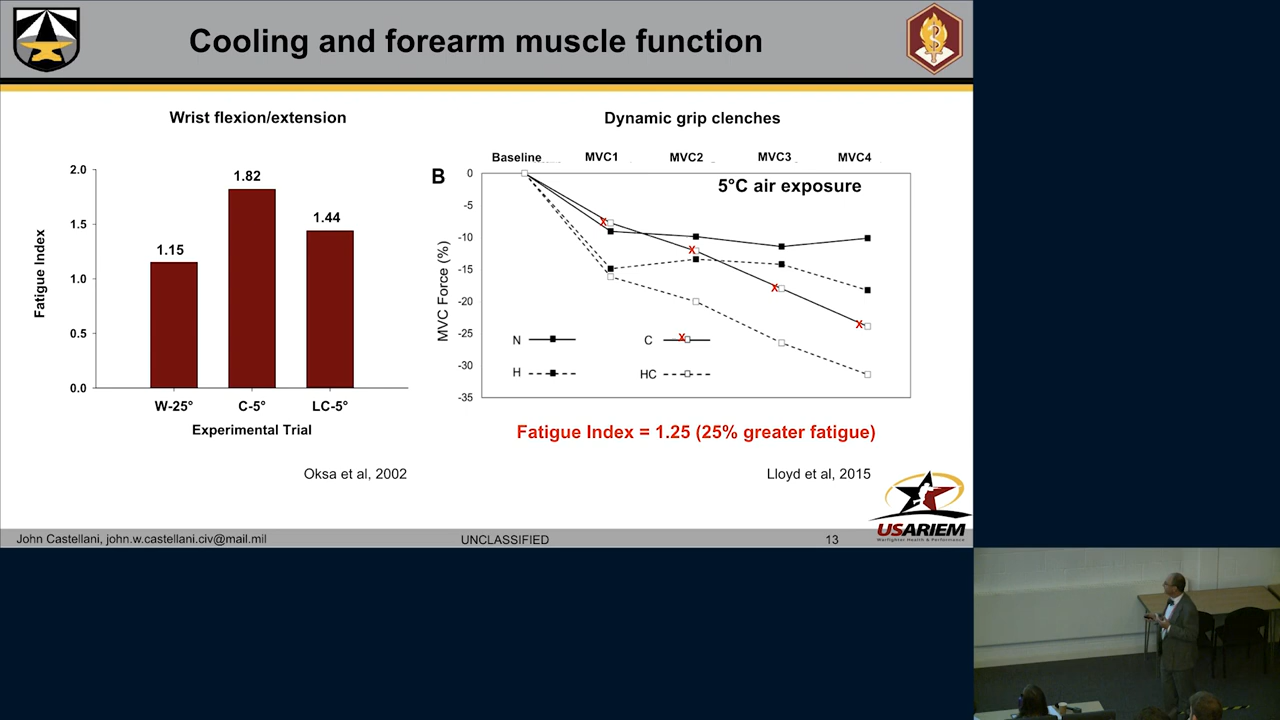 Cooling and forearm muscle function
Wrist flexion/extension
2.0
1.5
1.0
0.5
0.0
Fatigue Index
1.15
1.82
1.44
W-25°
C-5°
LC-5°
Experimental Trial
Oksa et al, 2002
Dynamic grip clenches
Baseline
MVC1
MVC2
MVC3
MVC4
B
5°C air exposure
0
-5
-10
-15
-20
-25
-30
-35
MVC Force (%)
N
C
H
HC
Fatigue Index = 1.25 (25% greater fatigue)
Lloyd et al, 2015
USARIEM
Warfighter Health & Performance
John Castellani, john.w.castellani.civ@mail.mil
UNCLASSIFIED
13